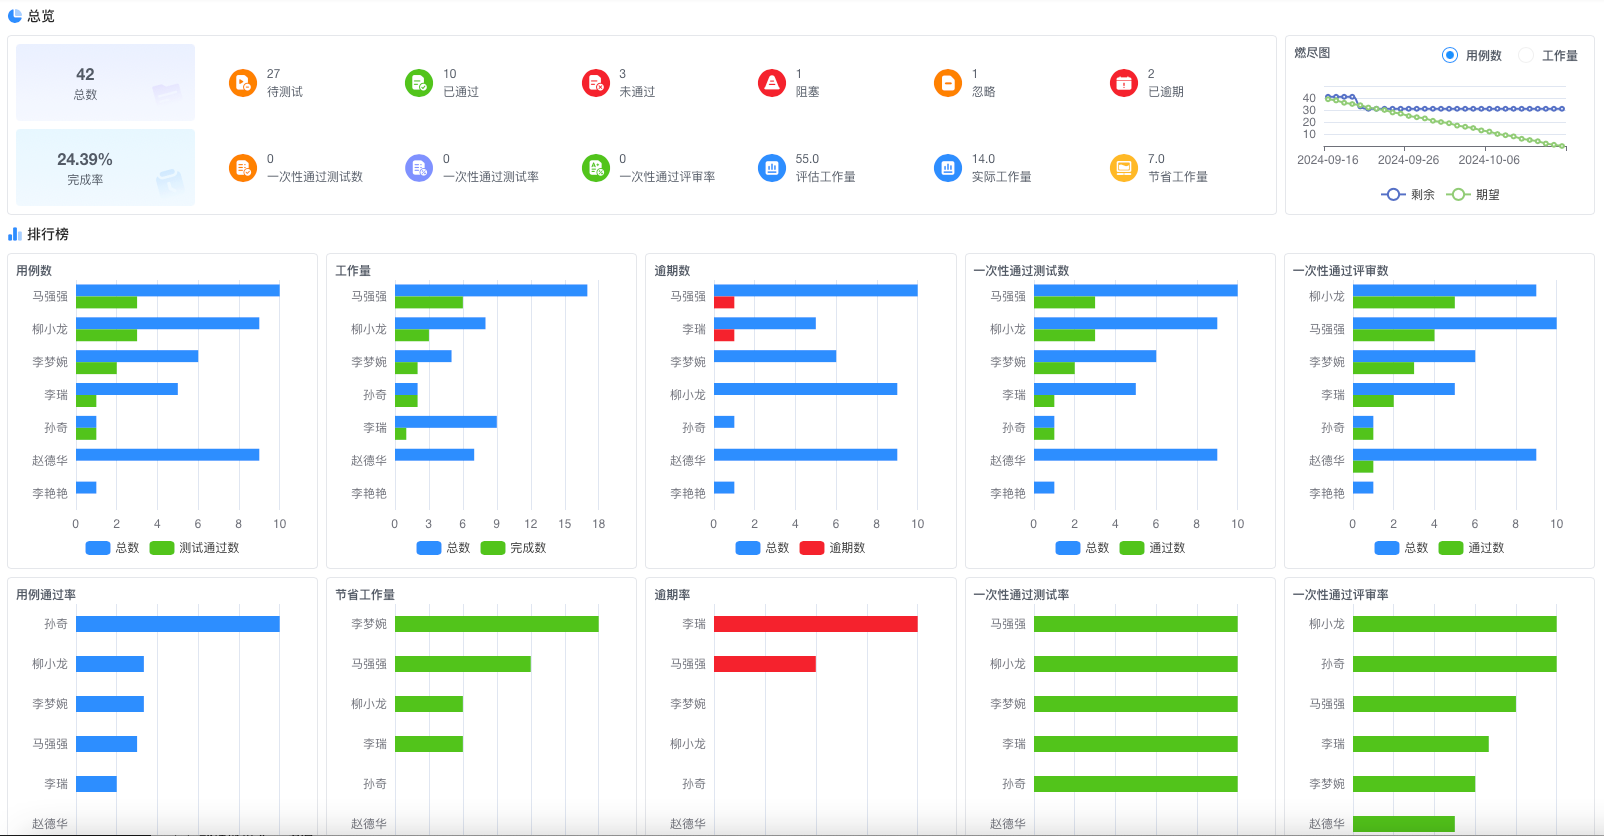 总览
42
总数
27
待测试
10
已通过
3
未通过
1
阻塞
1
忽略
2
已逾期
24.39%
完成率
0
一次性通过测试数
0
一次性通过测试率
0
一次性通过评审率
55.0
评估工作量
14.0
实际工作量
7.0
节省工作量
燃尽图
用例数 工作量
40
30
20
10
2024-09-16 2024-09-26 2024-10-06
剩余 期望
排行榜
用例数
马强强
柳小龙
李梦婉
李瑞
孙奇
赵德华
李艳艳
0 2 4 6 8 10
总数 测试通过数
工作量
马强强
柳小龙
李梦婉
孙奇
李瑞
赵德华
李艳艳
0 3 6 9 12 15 18
总数 完成数
逾期数
马强强
李瑞
李梦婉
柳小龙
孙奇
赵德华
李艳艳
0 2 4 6 8 10
总数 逾期数
一次性通过测试数
马强强
柳小龙
李梦婉
李瑞
孙奇
赵德华
李艳艳
0 2 4 6 8 10
总数 通过数
一次性通过评审数
柳小龙
马强强
李梦婉
李瑞
孙奇
赵德华
李艳艳
0 2 4 6 8 10
总数 通过数
用例通过率
孙奇
柳小龙
李梦婉
马强强
李瑞
赵德华
节省工作量
李梦婉
马强强
柳小龙
李瑞
孙奇
赵德华
逾期率
李瑞
马强强
李梦婉
柳小龙
孙奇
赵德华
一次性通过测试率
马强强
柳小龙
李梦婉
李瑞
孙奇
赵德华
一次性通过评审率
柳小龙
孙奇
马强强
李瑞
李梦婉
赵德华